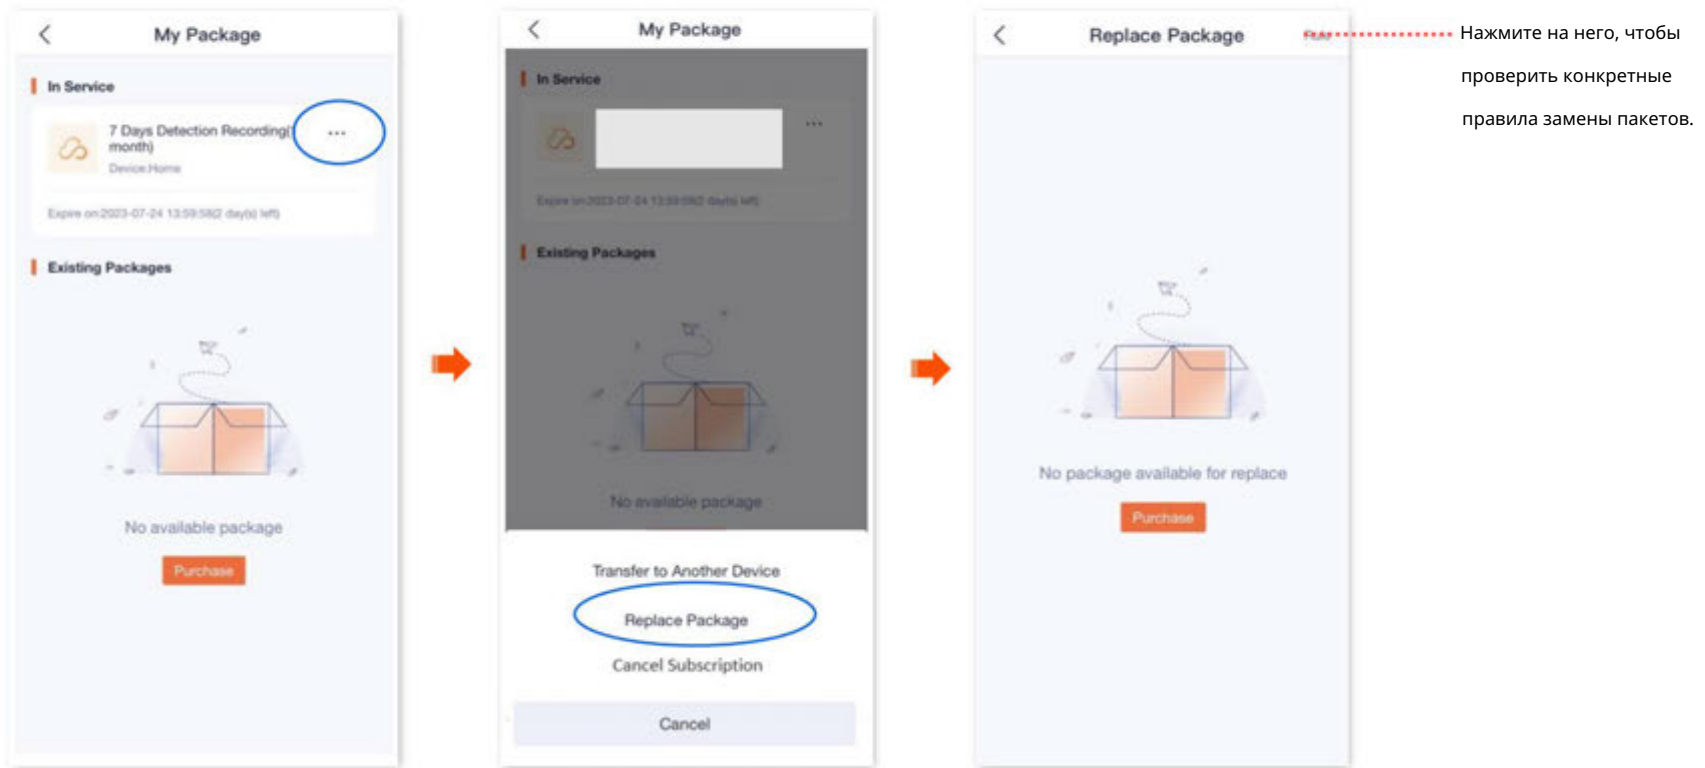 My Package
In Service
7 Days Detection Recording(
month)
Device:Home
Expire on:2023-07-24 13:59:58(2 day(s) left)
Existing Packages
No available package
Purchase
My Package
In Service
Expire on:2023-07-24 13:59:58(2 day(s) left)
Existing Packages
No available package
Transfer to Another Device
Replace Package
Cancel Subscription
Cancel
Replace Package
Rule
No package available for replace
Purchase
Нажмите на него, чтобы
проверить конкретные
правила замены пакетов.